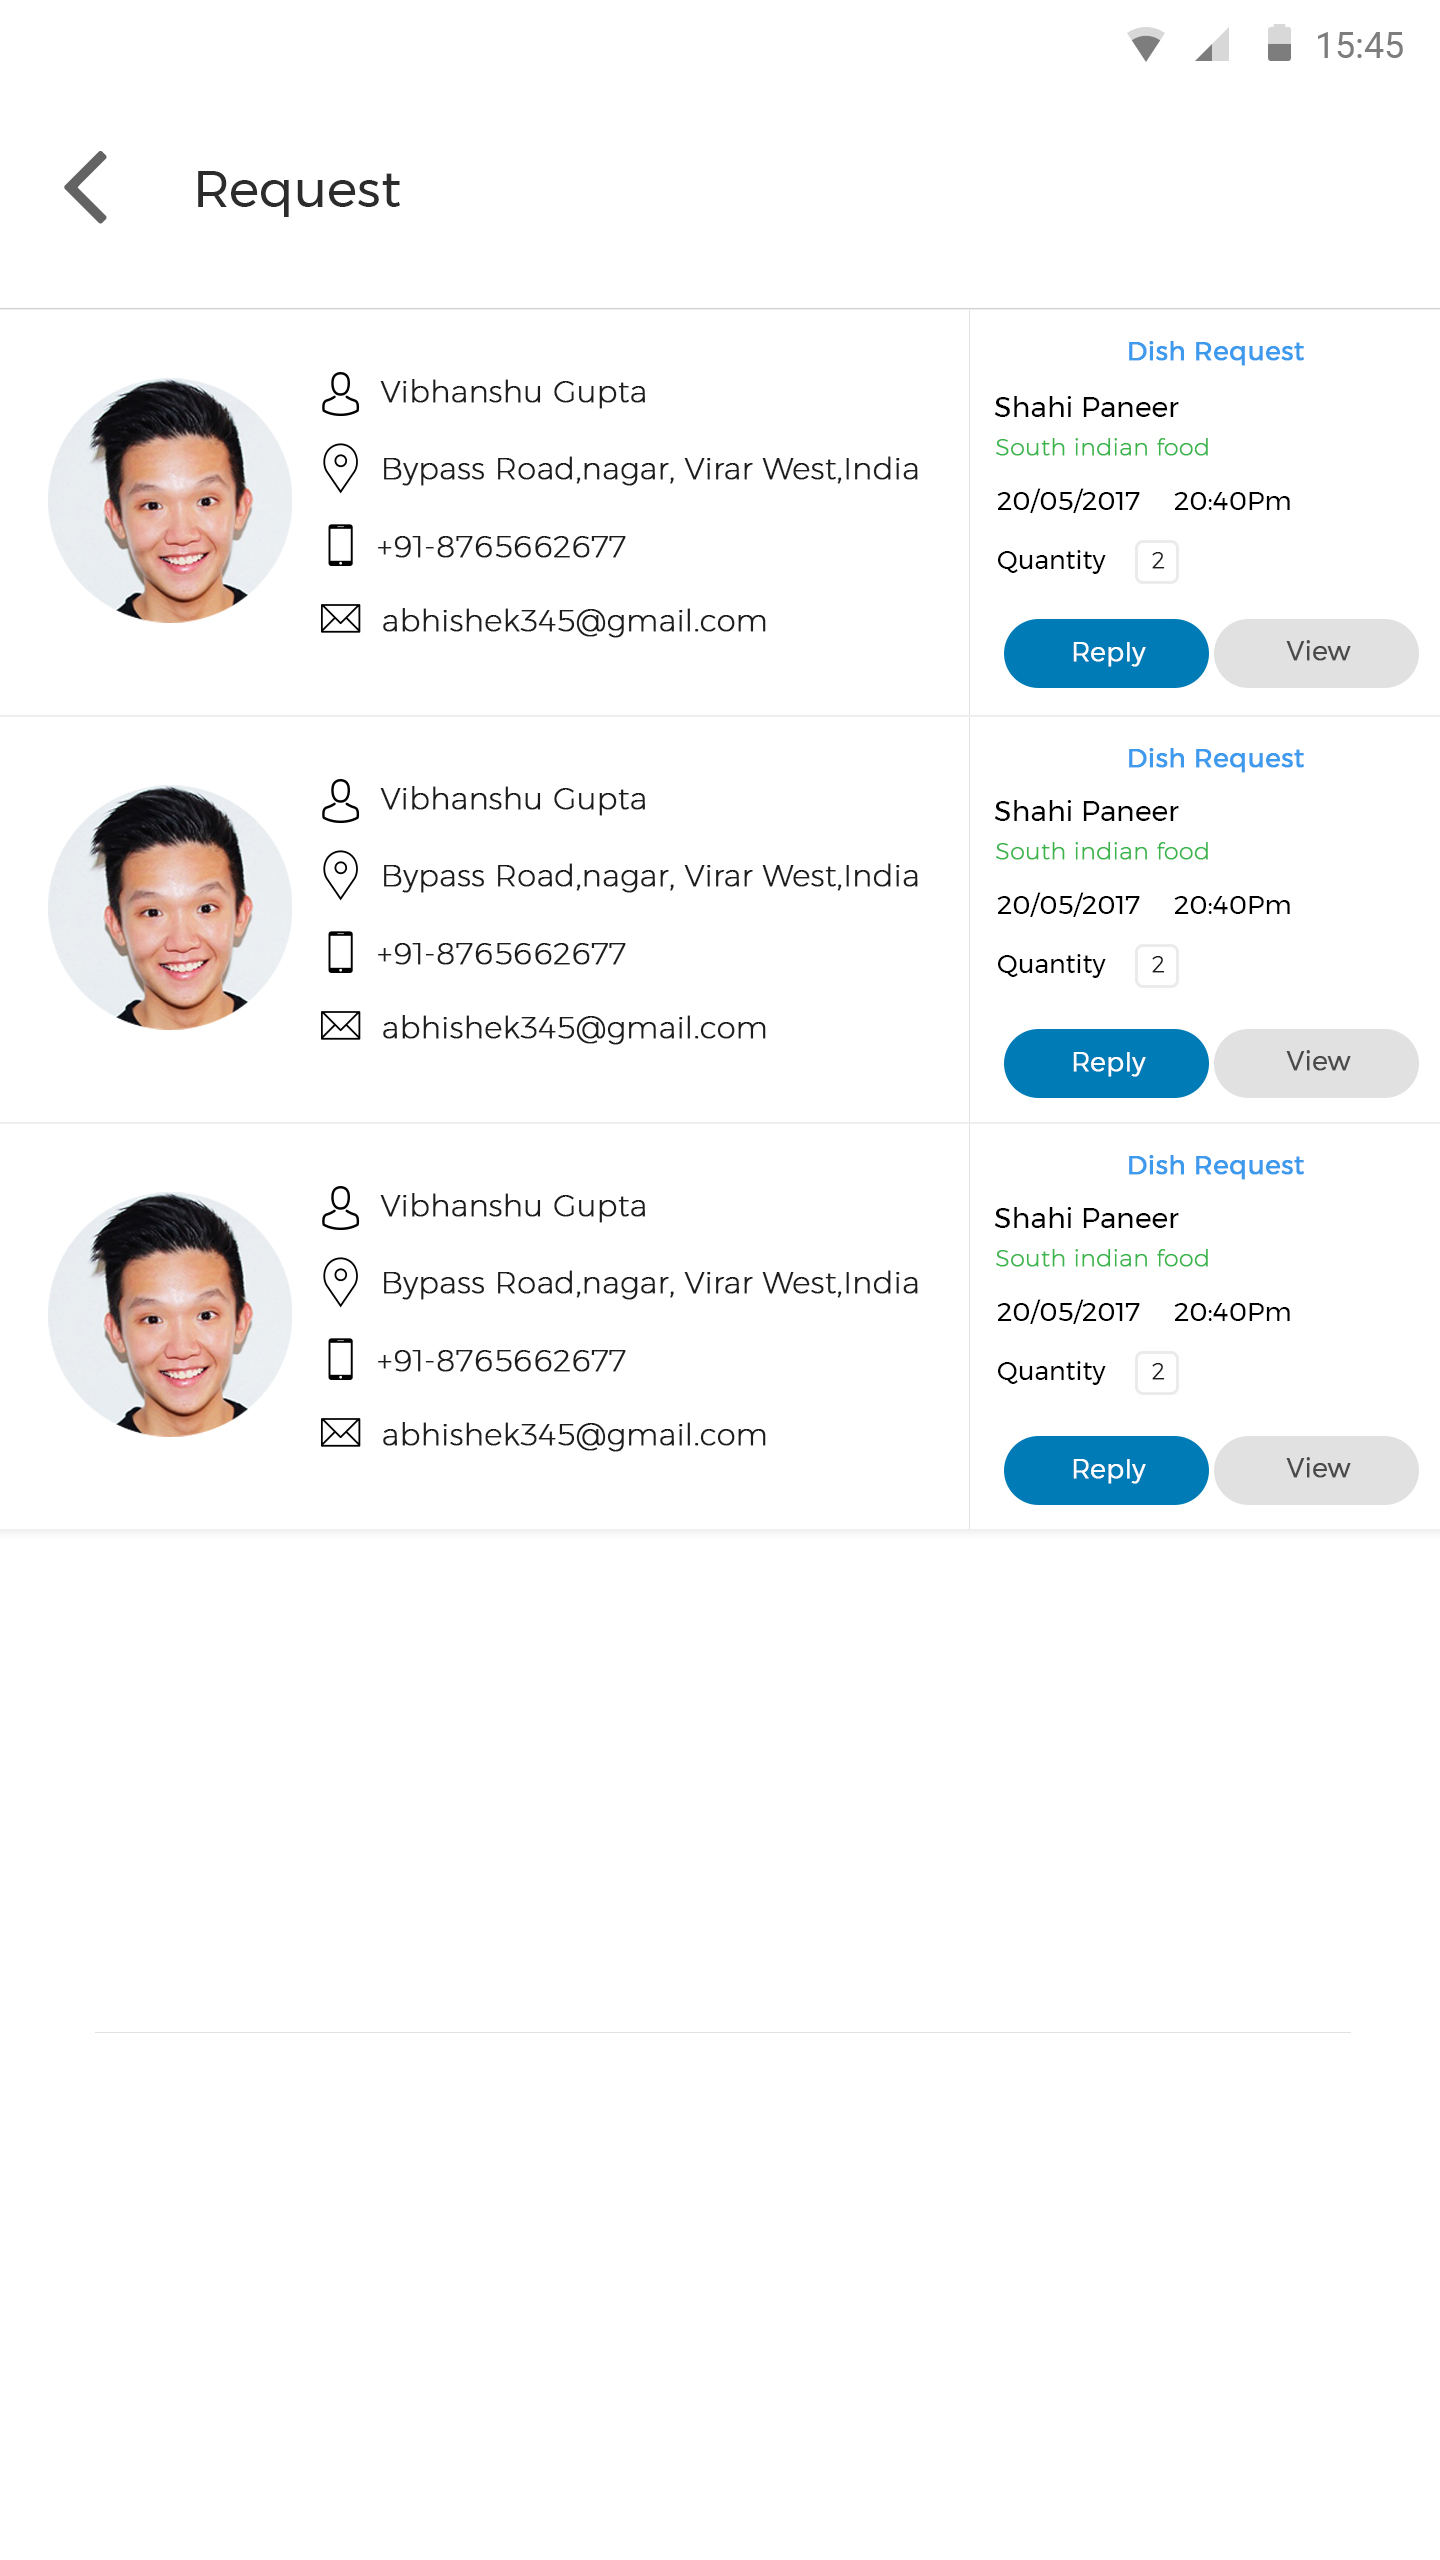 15:45
Request
Vibhanshu Gupta
Bypass Road,nagar, Virar West,India
+91-8765662677
abhishek345@gmail.com
Dish Request
Shahi Paneer
South indian food
20/05/2017 20:40Pm
Quantity 2
Reply View
Vibhanshu Gupta
Bypass Road,nagar, Virar West,India
+91-8765662677
abhishek345@gmail.com
Dish Request
Shahi Paneer
South indian food
20/05/2017 20:40Pm
Quantity 2
Reply View
Vibhanshu Gupta
Bypass Road,nagar, Virar West,India
+91-8765662677
abhishek345@gmail.com
Dish Request
Shahi Paneer
South indian food
20/05/2017 20:40Pm
Quantity 2
Reply View